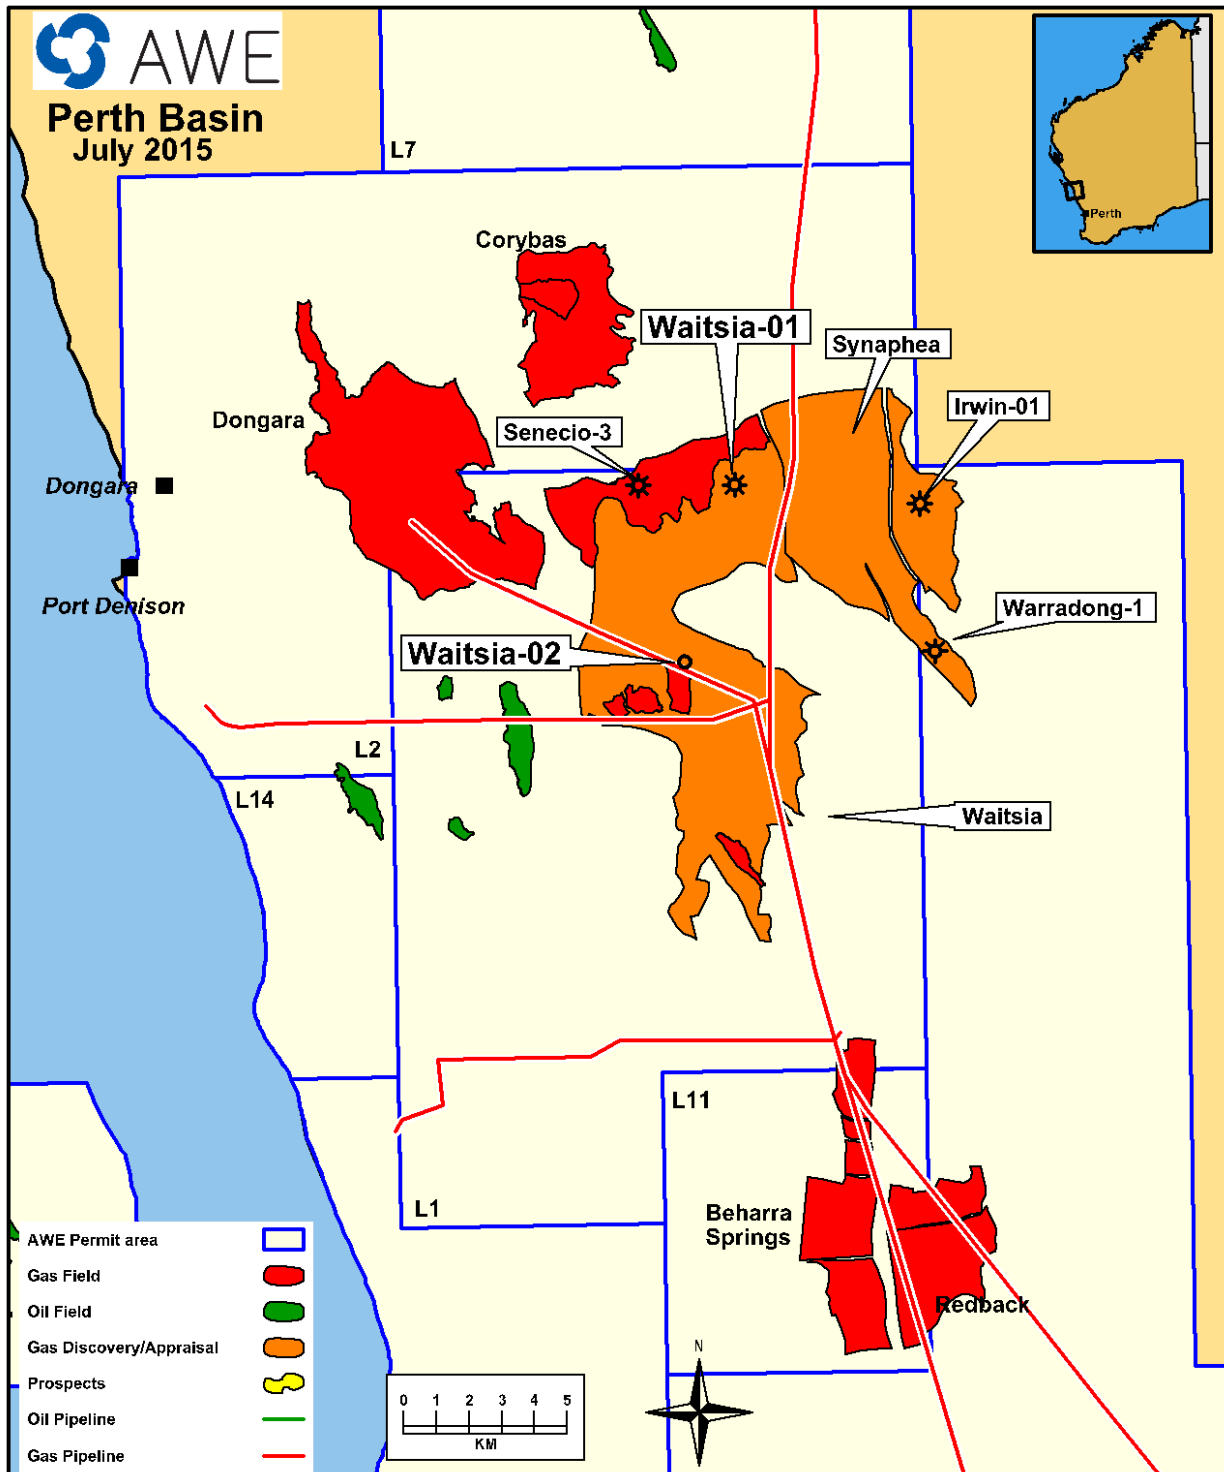 AWE
Perth Basin
July 2015
L7
Perth
Corybas
Waitsia-01
Synaphea
Irwin-01
Dongara
Senecio-3
Dongara
Port Denison
Warradong-1
Waitsia-02
L2
L14
Waitsia
L11
L1
Beharra
Springs
Redback
AWE Permit area
Gas Field
Oil Field
Gas Discovery/Appraisal
Prospects
Oil Pipeline
Gas Pipeline
0 1 2 3 4 5
KM
N